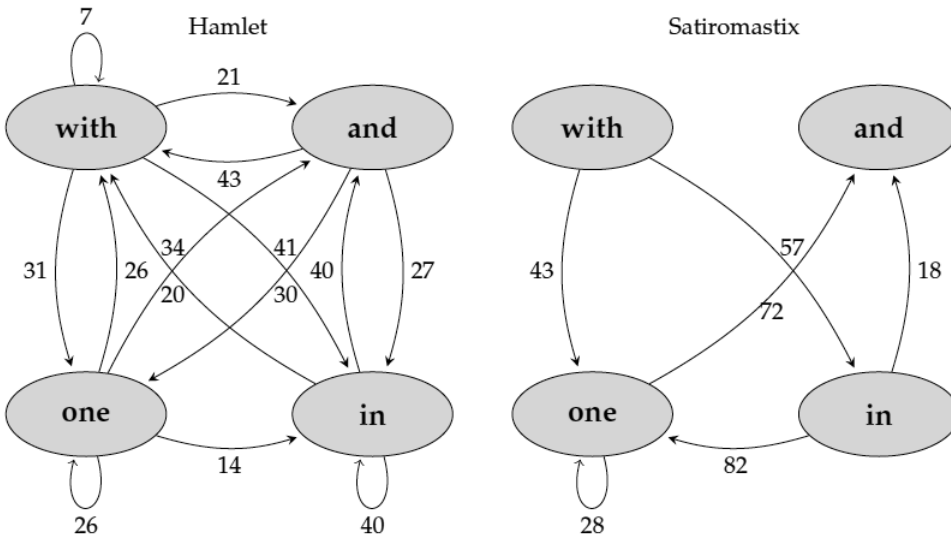 7
Hamlet
Satiromastix
21
with
and
with
and
43
34
41
57
31
26
40
27
43
18
20
30
72
one
in
one
in
14
82
26
40
28